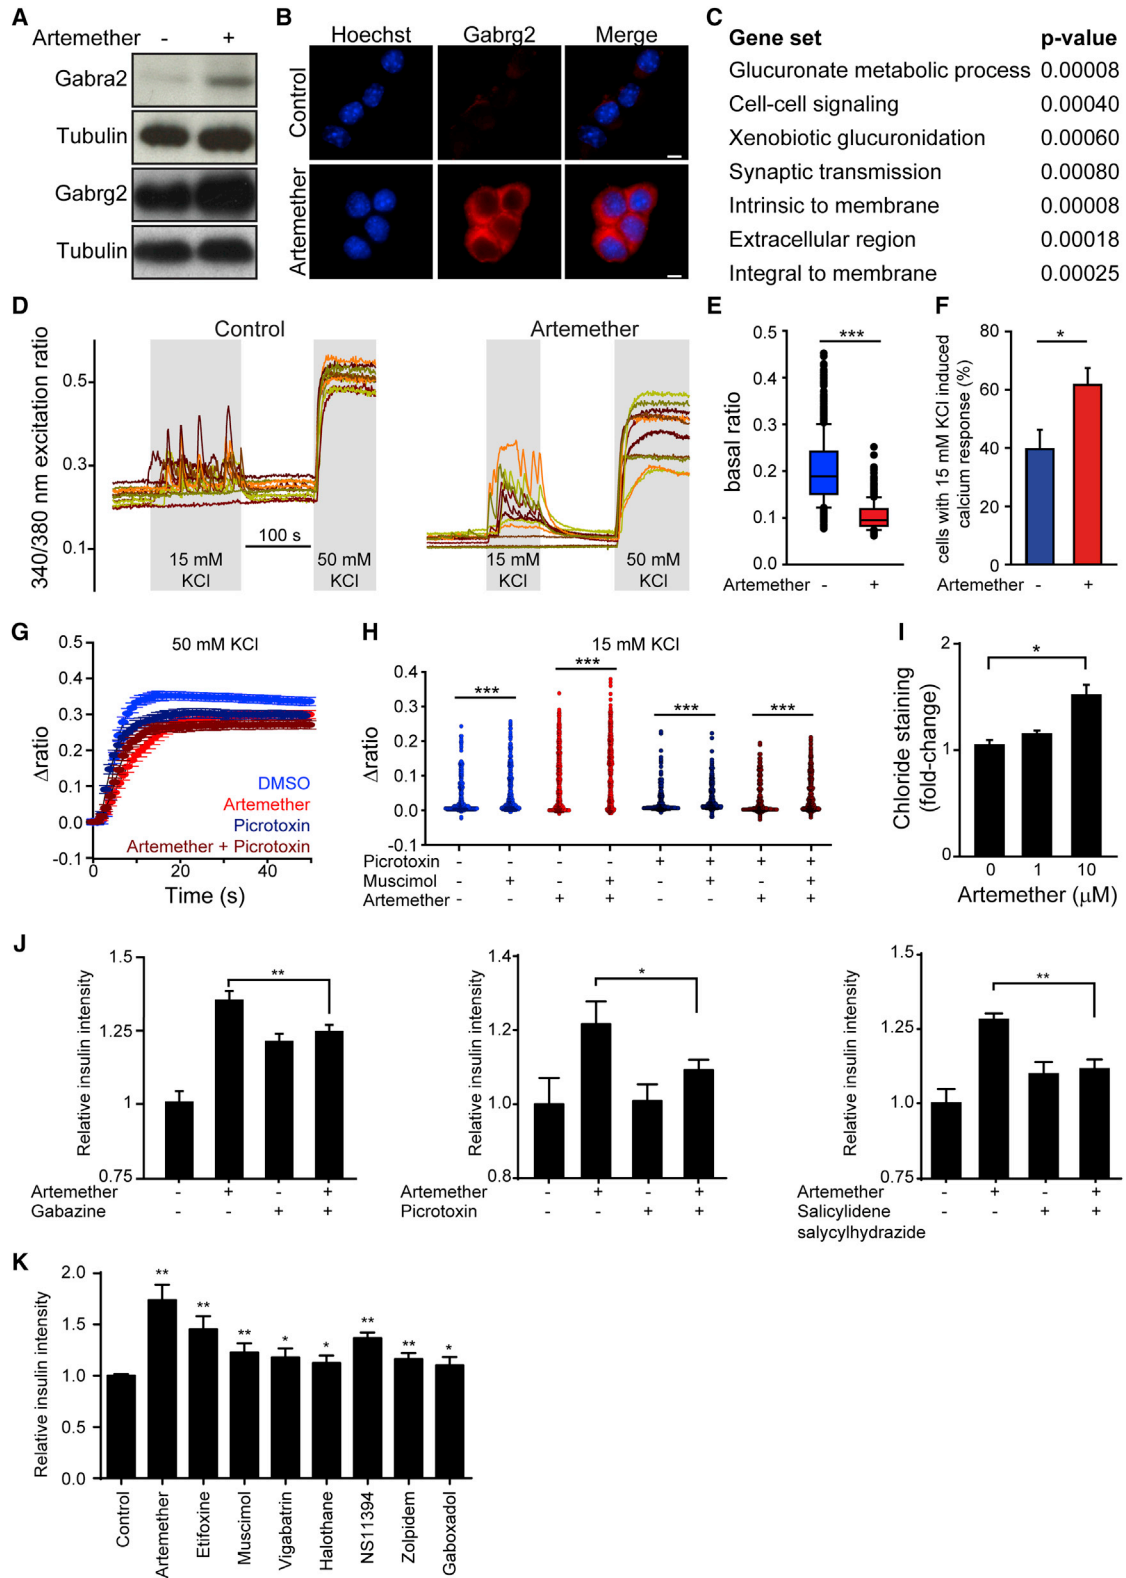 A
Artemether - +
Gabra2
Tubulin
Gabrg2
Tubulin
B
Hoechst Gabrg2 Merge
Control
Artemether
C
Gene set p-value
Glucuronate metabolic process 0.00008
Cell-cell signaling 0.00040
Xenobiotic glucuronidation 0.00060
Synaptic transmission 0.00080
Intrinsic to membrane 0.00008
Extracellular region 0.00018
Integral to membrane 0.00025
D
Control Artemether
340/380 nm excitation ratio
0.5
0.3
0.1
100 s
15 mM KCl
50 mM KCl
15 mM KCl
50 mM KCl
E
basal ratio
0.5
0.4
0.3
0.2
0.1
0.0
***
Artemether - +
F
cells with 15 mM KCl induced
calcium response (%)
80
60
40
20
0
*
Artemether - +
G
50 mM KCl
Δratio
0.5
0.4
0.3
0.2
0.1
0.0
-0.1
DMSO
Artemether
Picrotoxin
Artemether + Picrotoxin
0 20 40
Time (s)
H
15 mM KCl
Δratio
0.4
0.3
0.2
0.1
0.0
-0.1
*** *** *** ***
Picrotoxin - - - - + + + +
Muscimol - + - + - + - +
Artemether - - + + - - + +
I
Chloride staining
(fold-change)
2
1
0
*
0 1 10
Artemether (µM)
J
Relative insulin intensity
1.5
1.25
1
0.75
**
Artemether - + - +
Gabazine - - + +
Relative insulin intensity
1.4
1.2
1.0
0.8
*
Artemether - + - +
Picrotoxin - - + +
Relative insulin intensity
1.5
1.25
1.0
0.75
**
Artemether - + - +
Salicylidene - - + +
salycylhydrazide
K
Relative insulin intensity
2.0
1.5
1.0
0.5
0.0
** ** ** * * ** ** *
Control
Artemether
Etifoxine
Muscimol
Vigabatrin
Halothane
NS11394
Zolpidem
Gaboxadol